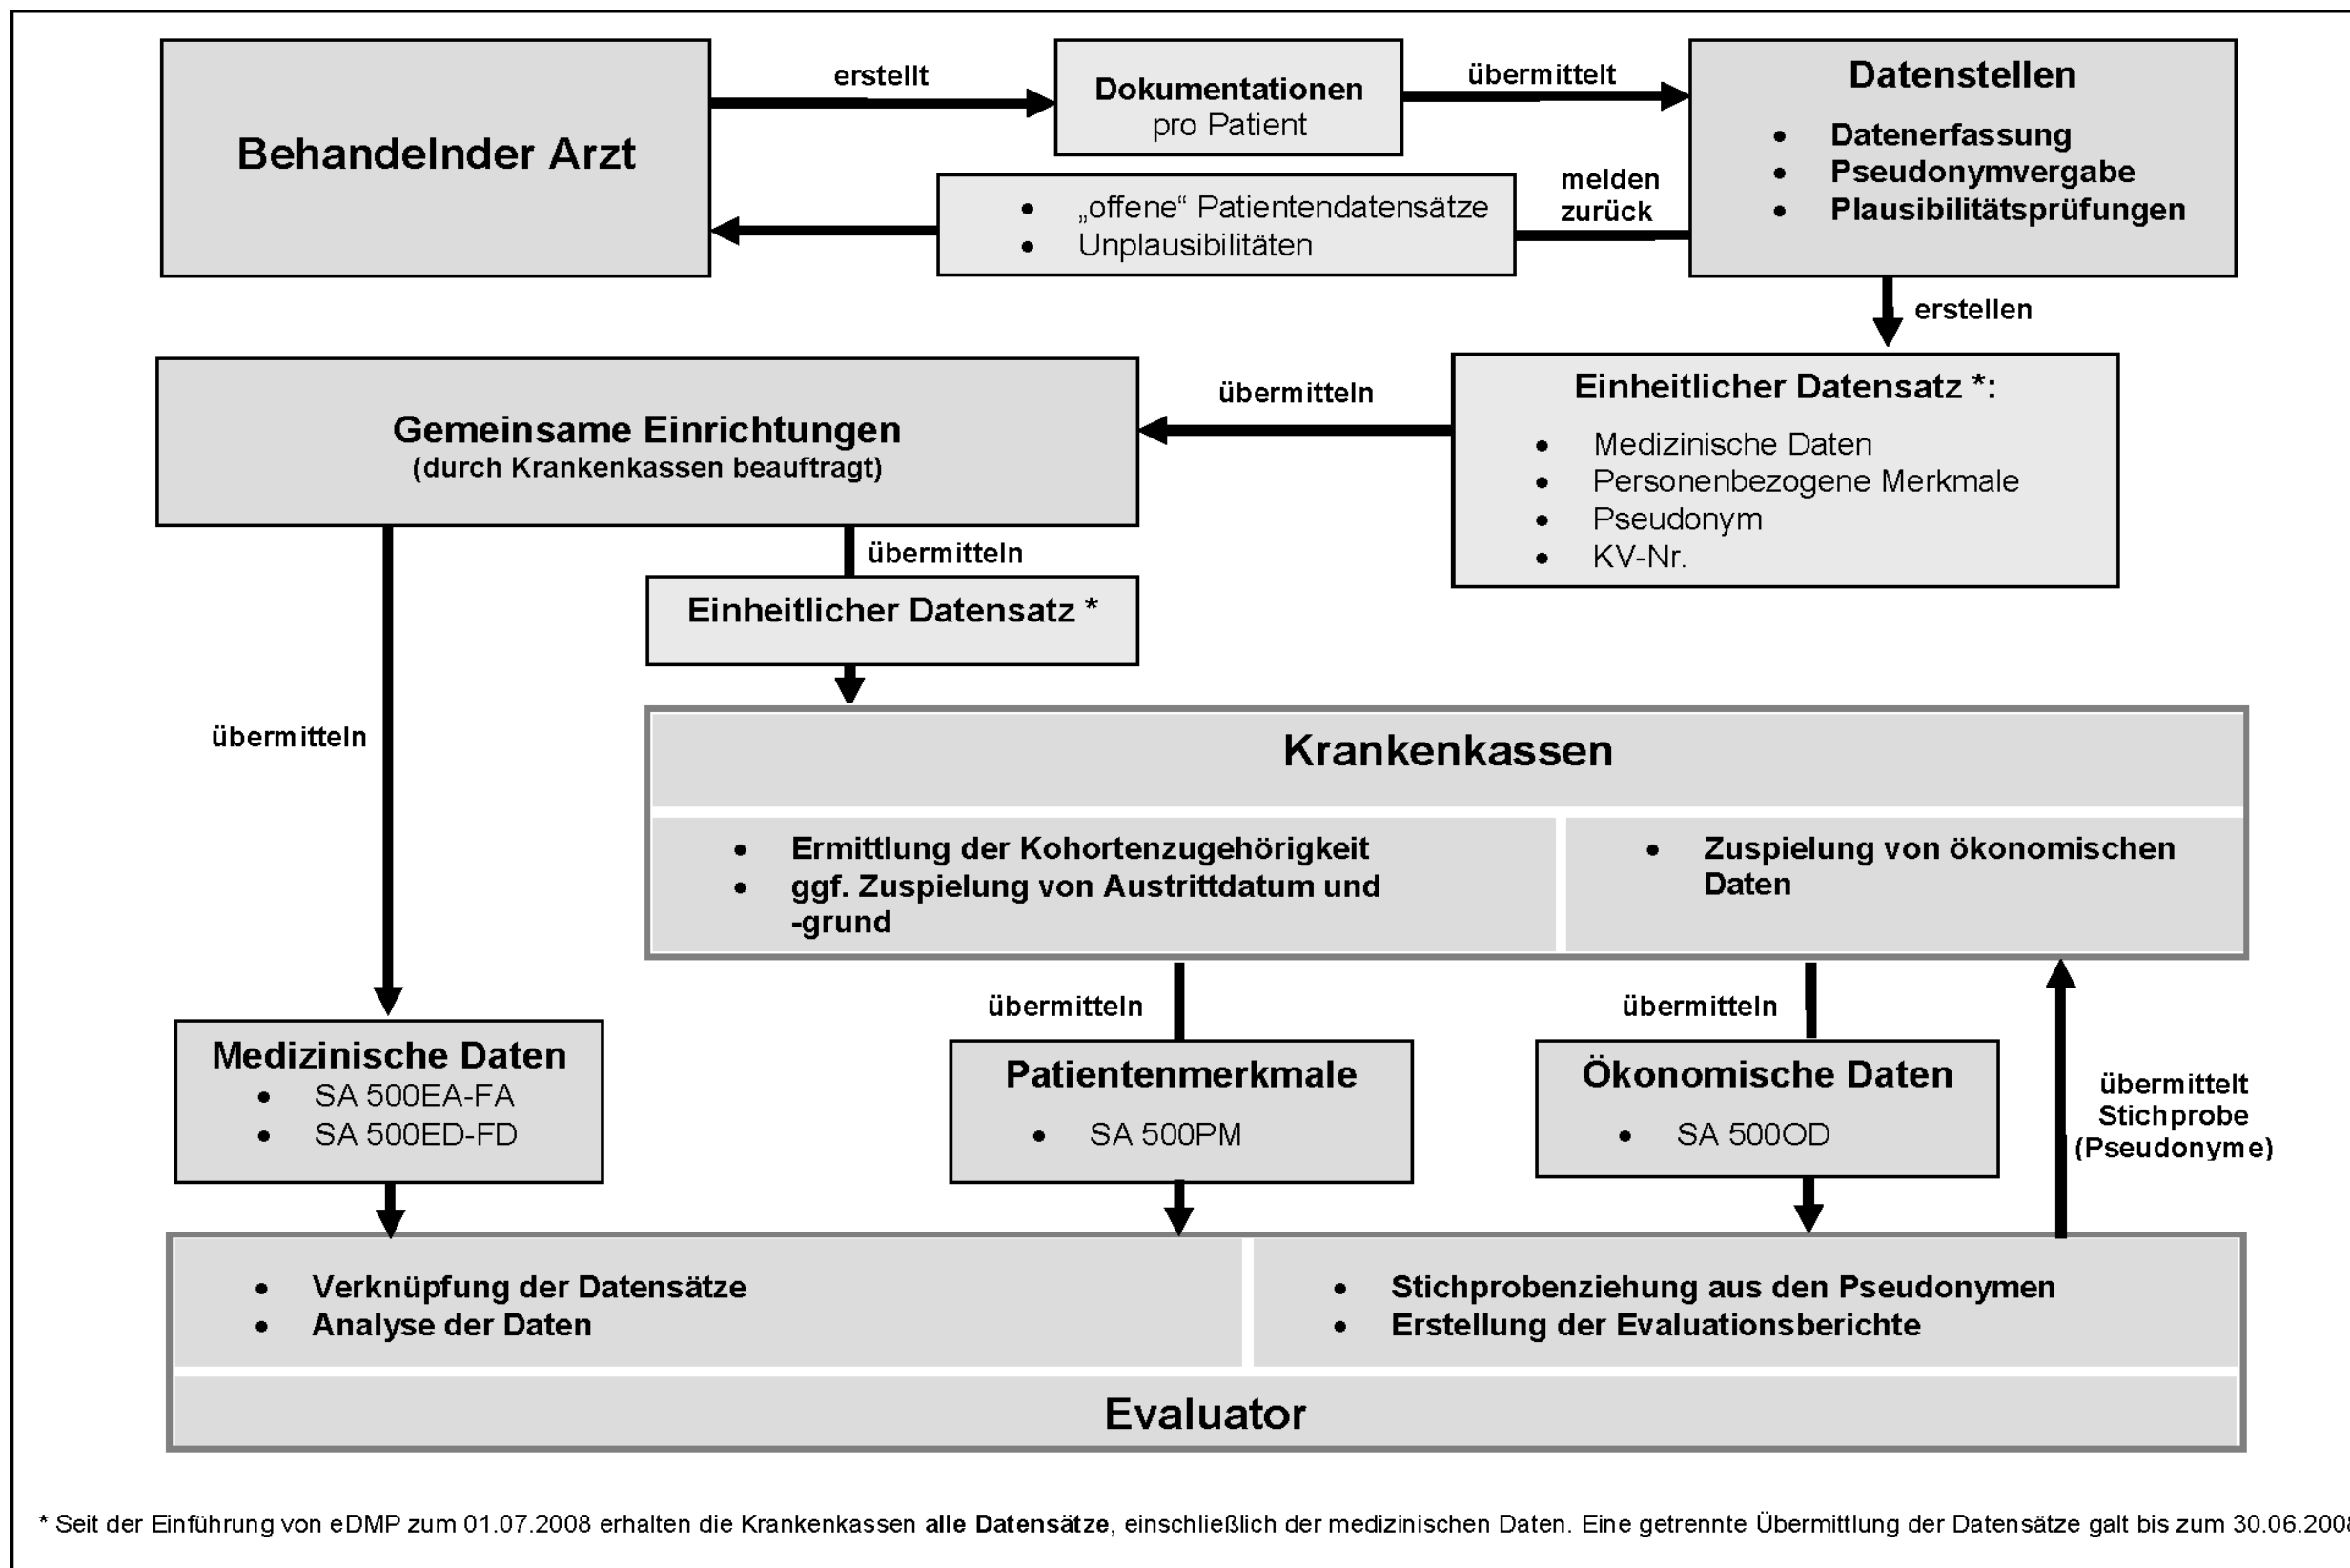 Behandelnder Arzt
erstellt
Dokumentationen
pro Patient
übermittelt
Datenstellen
• Datenerfassung
• Pseudonymvergabe
• Plausibilitätsprüfungen
melden
zurück
• „offene“ Patientendatensätze
• Unplausibilitäten
erstellen
Einheitlicher Datensatz *:
• Medizinische Daten
• Personenbezogene Merkmale
• Pseudonym
• KV-Nr.
übermitteln
Gemeinsame Einrichtungen
(durch Krankenkassen beauftragt)
übermitteln
Einheitlicher Datensatz *
übermitteln
Krankenkassen
• Ermittlung der Kohortenzugehörigkeit
• ggf. Zuspielung von Austrittdatum und
-grund
• Zuspielung von ökonomischen
Daten
übermitteln
übermitteln
Medizinische Daten
• SA 500EA-FA
• SA 500ED-FD
Patientenmerkmale
• SA 500PM
Ökonomische Daten
• SA 500OD
übermittelt
Stichprobe
(Pseudonyme)
• Verknüpfung der Datensätze
• Analyse der Daten
• Stichprobenziehung aus den Pseudonymen
• Erstellung der Evaluationsberichte
Evaluator
* Seit der Einführung von eDMP zum 01.07.2008 erhalten die Krankenkassen alle Datensätze, einschließlich der medizinischen Daten. Eine getrennte Übermittlung der Datensätze galt bis zum 30.06.2008